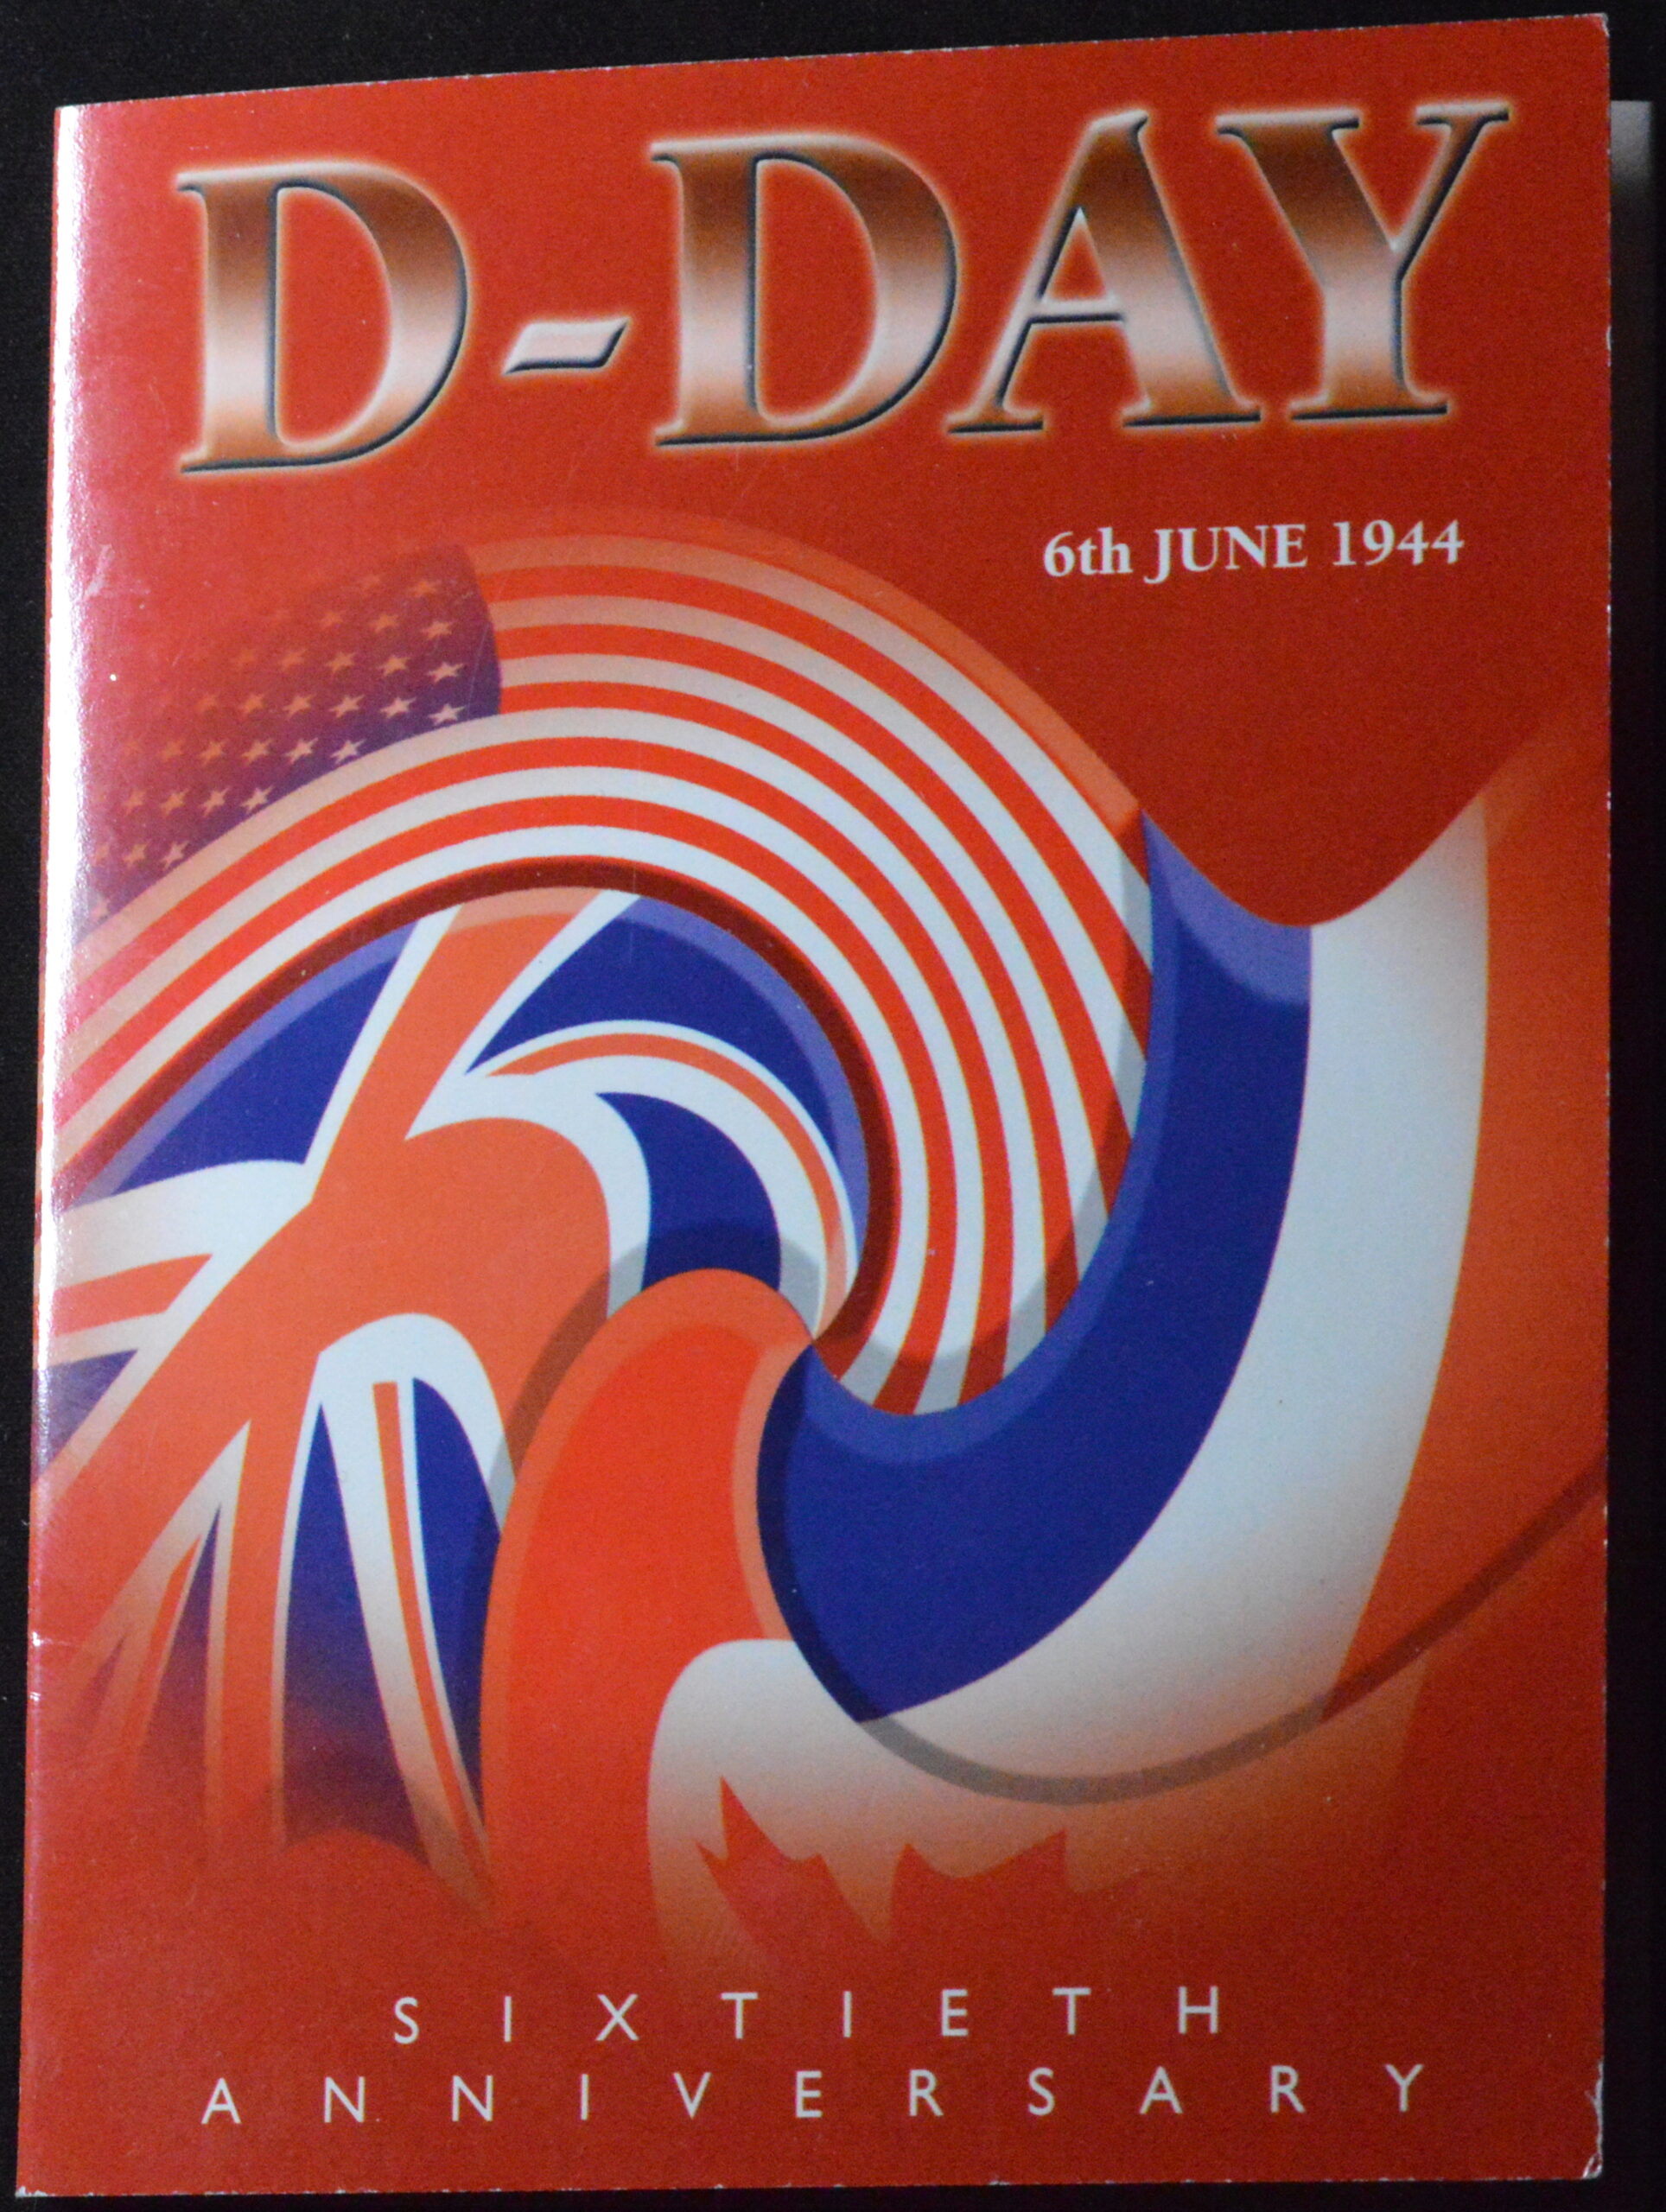 D-DAY
6th JUNE 1944
SIXTIETH
ANNIVERSARY